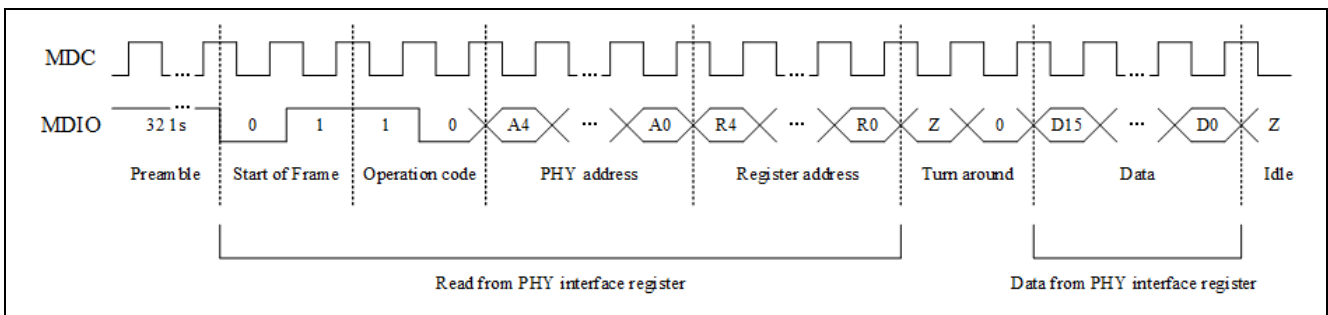 MDC ... ... ... ...
MDIO 32 1s ... 0 1 1 0 A4 ... A0 R4 ... R0 Z 0 D15 ... D0 Z
Preamble Start of Frame Operation code PHY address Register address Turn around Data Idle
Read from PHY interface register Data from PHY interface register